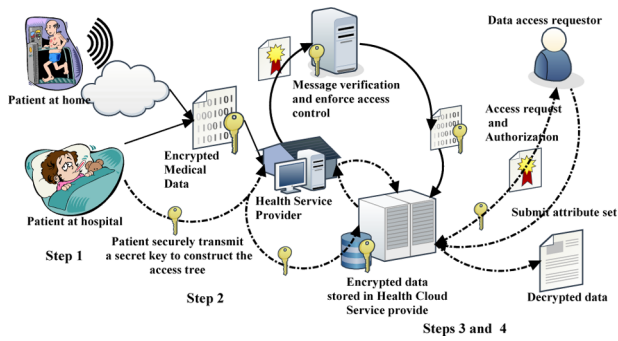 Data access requestor
Patient at home
Message verification
and enforce access
control
Access request
and
Authorization
Encrypted
Medical
Data
Health Service
Provider
Patient at hospital
Submit attribute set
Patient securely transmit
a secret key to construct the
access tree
Step 1
Step 2
Encrypted data
stored in Health Cloud
Service provide
Decrypted data
Steps 3 and 4